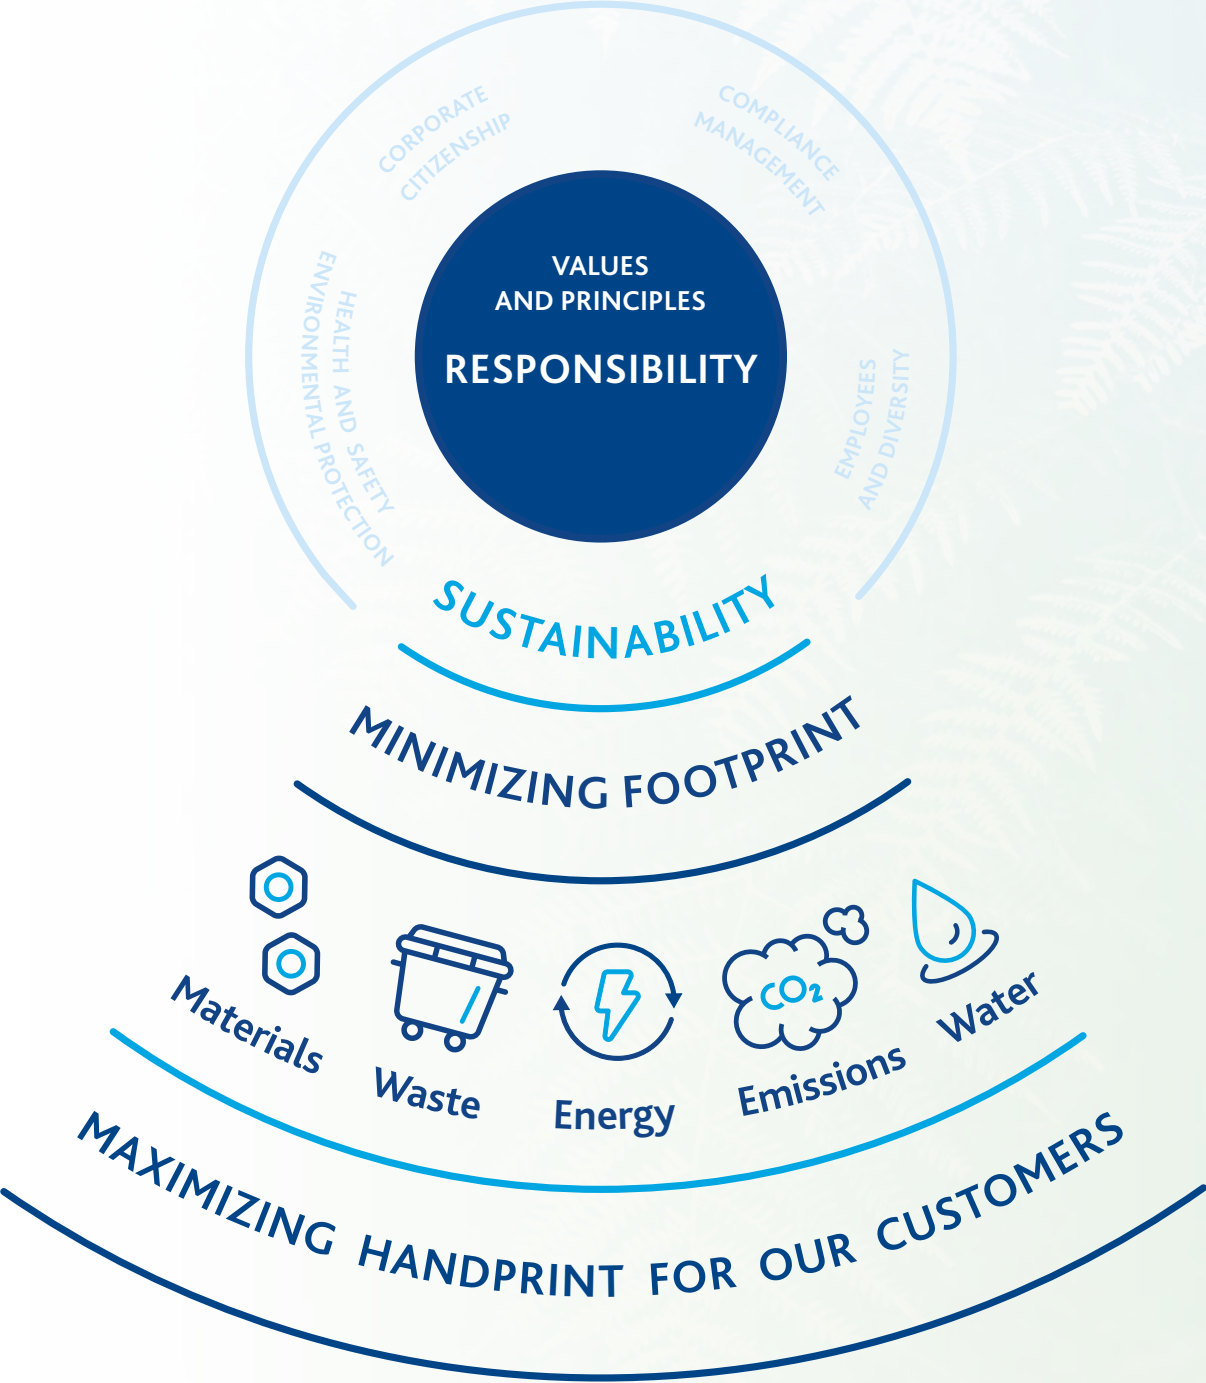 CORPORATE
CITIZENSHIP
COMPLIANCE
MANAGEMENT
VALUES
AND PRINCIPLES
RESPONSIBILITY
HEALTH AND SAFETY
ENVIRONMENTAL PROTECTION
EMPLOYEES
AND DIVERSITY
SUSTAINABILITY
MINIMIZING FOOTPRINT
CO₂
Materials
Waste
Energy
Emissions
Water
MAXIMIZING HANDPRINT FOR OUR CUSTOMERS